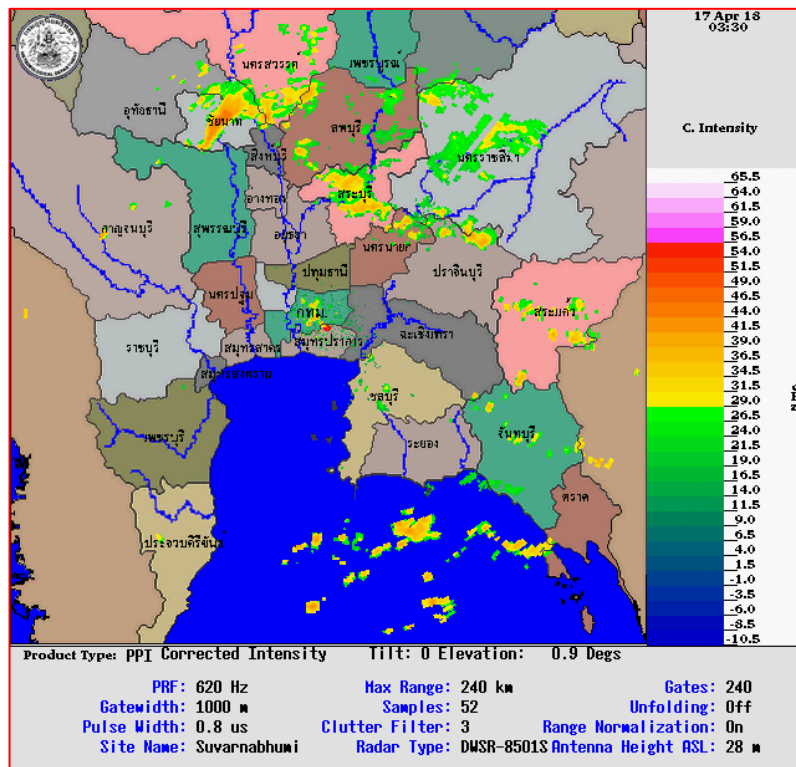 17 Apr 18
03:30
C. Intensity
นครสวรรค์
เพชรบูรณ์
อุทัยธานี
ชัยนาท
ลพบุรี
สิงหบุรี
นครราชสีมา
สระบุรี
อ่างทอง
กาญจนบุรี
สุพรรณบุรี
อยุธยา
นครนายก
ปทุมธานี
ปราจีนบุรี
นครปฐม
กทม.
สระแก้ว
ราชบุรี
สมุทรสาคร
สมุทรปราการ
ฉะเชิงเทรา
สมุทรสงคราม
ชลบุรี
เพชรบุรี
ระยอง
จันทบุรี
ตราด
ประจวบคีรีขันธ
65.5
64.0
61.5
59.0
56.5
54.0
51.5
49.0
46.5
44.0
41.5
39.0
36.5
34.0
31.5
29.0
26.5
24.0
21.5
19.0
16.5
14.0
11.5
9.0
6.5
4.0
1.5
-1.0
-3.5
-6.0
-8.5
-10.5
Product Type: PPI Corrected Intensity Tilt: 0 Elevation: 0.9 Degs
PRF: 620 Hz Max Range: 240 km Gates: 240
Gatewidth: 1000 m Samples: 52 Unfolding: Off
Pulse Width: 0.8 us Clutter Filter: 3 Range Normalization: On
Site Name: Suvarnabhumi Radar Type: DWSR-8501S Antenna Height ASL: 28 m